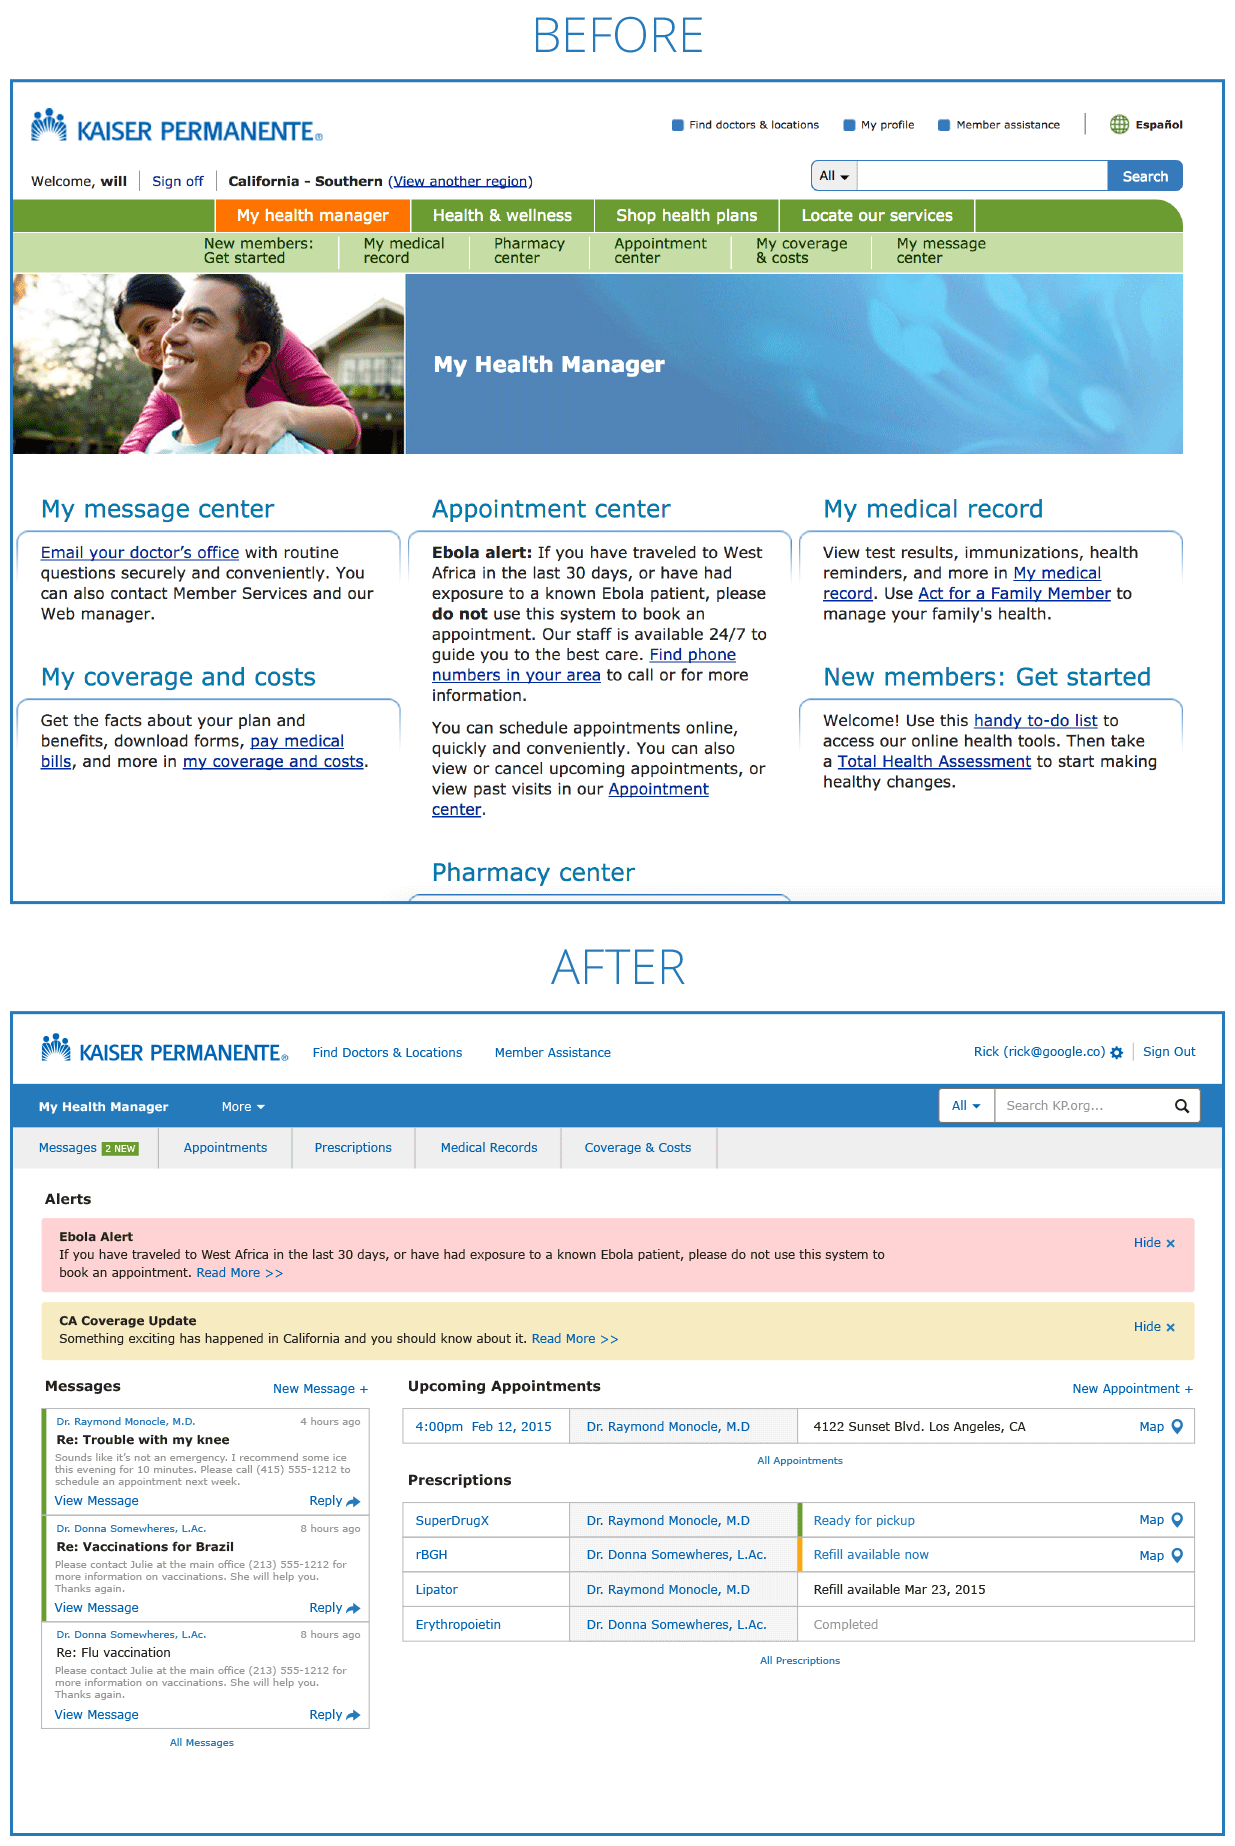 BEFORE
KAISER PERMANENTE®
Find doctors & locations
My profile
Member assistance
Español
Welcome, will
Sign off
California - Southern (View another region)
All
Search
My health manager
Health & wellness
Shop health plans
Locate our services
New members:
Get started
My medical
record
Pharmacy
center
Appointment
center
My coverage
& costs
My message
center
My Health Manager
My message center
Email your doctor's office with routine
questions securely and conveniently. You
can also contact Member Services and our
Web manager.
My coverage and costs
Get the facts about your plan and
benefits, download forms, pay medical
bills, and more in my coverage and costs.
Appointment center
Ebola alert: If you have traveled to West
Africa in the last 30 days, or have had
exposure to a known Ebola patient, please
do not use this system to book an
appointment. Our staff is available 24/7 to
guide you to the best care. Find phone
numbers in your area to call or for more
information.
You can schedule appointments online,
quickly and conveniently. You can also
view or cancel upcoming appointments, or
view past visits in our Appointment
center.
Pharmacy center
My medical record
View test results, immunizations, health
reminders, and more in My medical
record. Use Act for a Family Member to
manage your family's health.
New members: Get started
Welcome! Use this handy to-do list to
access our online health tools. Then take
a Total Health Assessment to start making
healthy changes.
AFTER
KAISER PERMANENTE®
Find Doctors & Locations
Member Assistance
Rick (rick@google.co)
Sign Out
My Health Manager
More
All
Search KP.org...
Messages 2 NEW
Appointments
Prescriptions
Medical Records
Coverage & Costs
Alerts
Ebola Alert
If you have traveled to West Africa in the last 30 days, or have had exposure to a known Ebola patient, please do not use this system to
book an appointment. Read More >>
Hide ×
CA Coverage Update
Something exciting has happened in California and you should know about it. Read More >>
Hide ×
Messages
New Message +
Dr. Raymond Monocle, M.D.
4 hours ago
Re: Trouble with my knee
Sounds like it's not an emergency. I recommend some ice
this evening for 10 minutes. Please call (415) 555-1212 to
schedule an appointment next week.
View Message
Reply
Dr. Donna Somewheres, L.Ac.
8 hours ago
Re: Vaccinations for Brazil
Please contact Julie at the main office (213) 555-1212 for
more information on vaccinations. She will help you.
Thanks again.
View Message
Reply
Dr. Donna Somewheres, L.Ac.
8 hours ago
Re: Flu vaccination
Please contact Julie at the main office (213) 555-1212 for
more information on vaccinations. She will help you.
Thanks again.
View Message
Reply
All Messages
Upcoming Appointments
New Appointment +
4:00pm Feb 12, 2015
Dr. Raymond Monocle, M.D
4122 Sunset Blvd. Los Angeles, CA
Map
All Appointments
Prescriptions
SuperDrugX
Dr. Raymond Monocle, M.D
Ready for pickup
Map
rBGH
Dr. Donna Somewheres, L.Ac.
Refill available now
Map
Lipator
Dr. Raymond Monocle, M.D
Refill available Mar 23, 2015
Erythropoietin
Dr. Donna Somewheres, L.Ac.
Completed
All Prescriptions